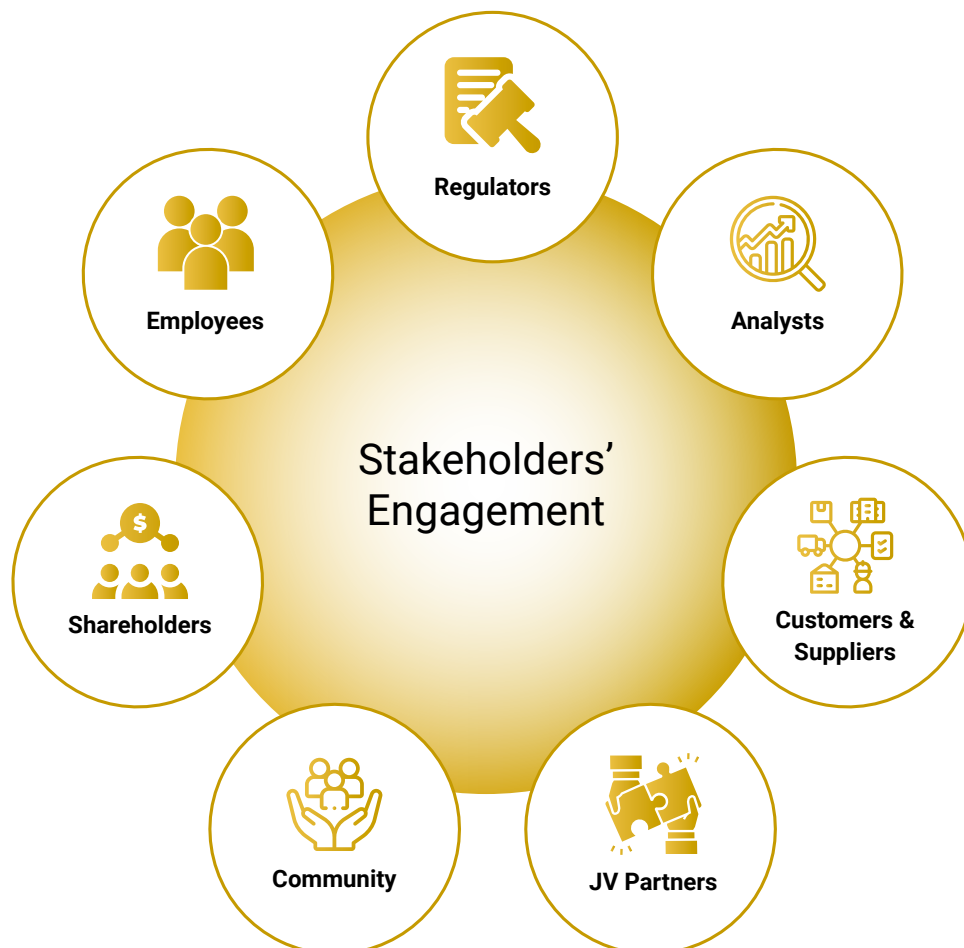 Regulators
Employees
Analysts
Stakeholders’
Engagement
$
Shareholders
Customers &
Suppliers
Community
JV Partners